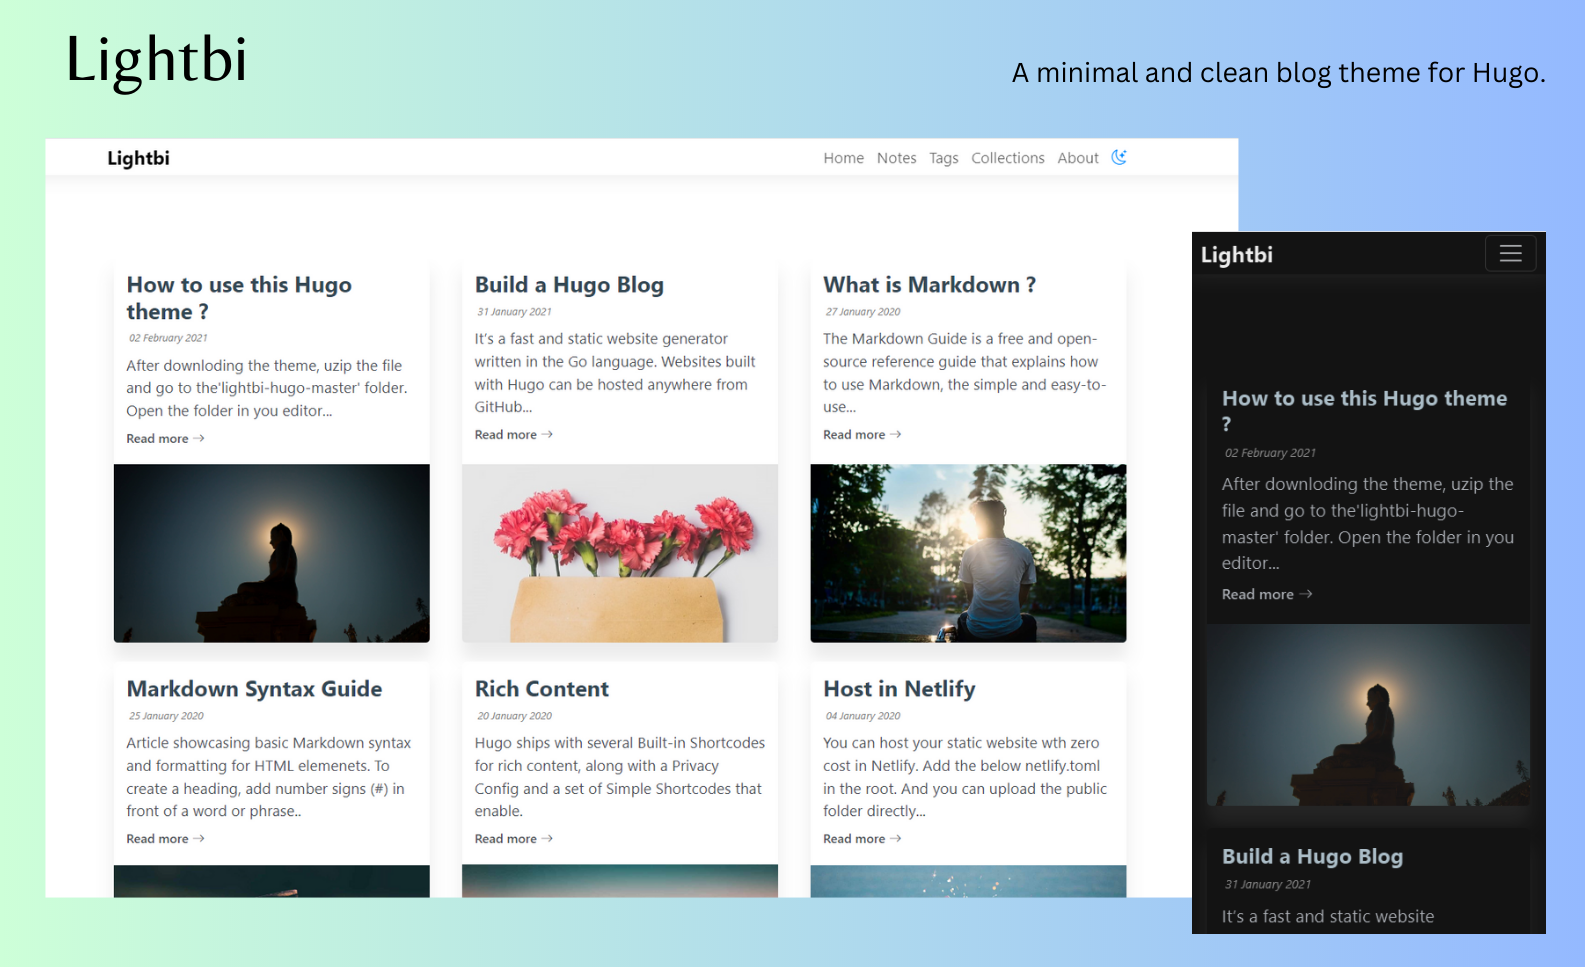 Lightbi
A minimal and clean blog theme for Hugo.
Lightbi
Home Notes Tags Collections About
How to use this Hugo
theme ?
02 February 2021
After downloding the theme, uzip the file
and go to the'lightbi-hugo-master' folder.
Open the folder in you editor...
Read more →
Build a Hugo Blog
31 January 2021
It's a fast and static website generator
written in the Go language. Websites built
with Hugo can be hosted anywhere from
GitHub...
Read more →
What is Markdown ?
27 January 2020
The Markdown Guide is a free and open-
source reference guide that explains how
to use Markdown, the simple and easy-to-
use...
Read more →
Markdown Syntax Guide
25 January 2020
Article showcasing basic Markdown syntax
and formatting for HTML elemenets. To
create a heading, add number signs (#) in
front of a word or phrase..
Read more →
Rich Content
20 January 2020
Hugo ships with several Built-in Shortcodes
for rich content, along with a Privacy
Config and a set of Simple Shortcodes that
enable.
Read more →
Host in Netlify
04 January 2020
You can host your static website wth zero
cost in Netlify. Add the below netlify.toml
in the root. And you can upload the public
folder directly...
Read more →
Lightbi
How to use this Hugo theme
?
02 February 2021
After downloding the theme, uzip the
file and go to the'lightbi-hugo-
master' folder. Open the folder in you
editor...
Read more →
Build a Hugo Blog
31 January 2021
It's a fast and static website